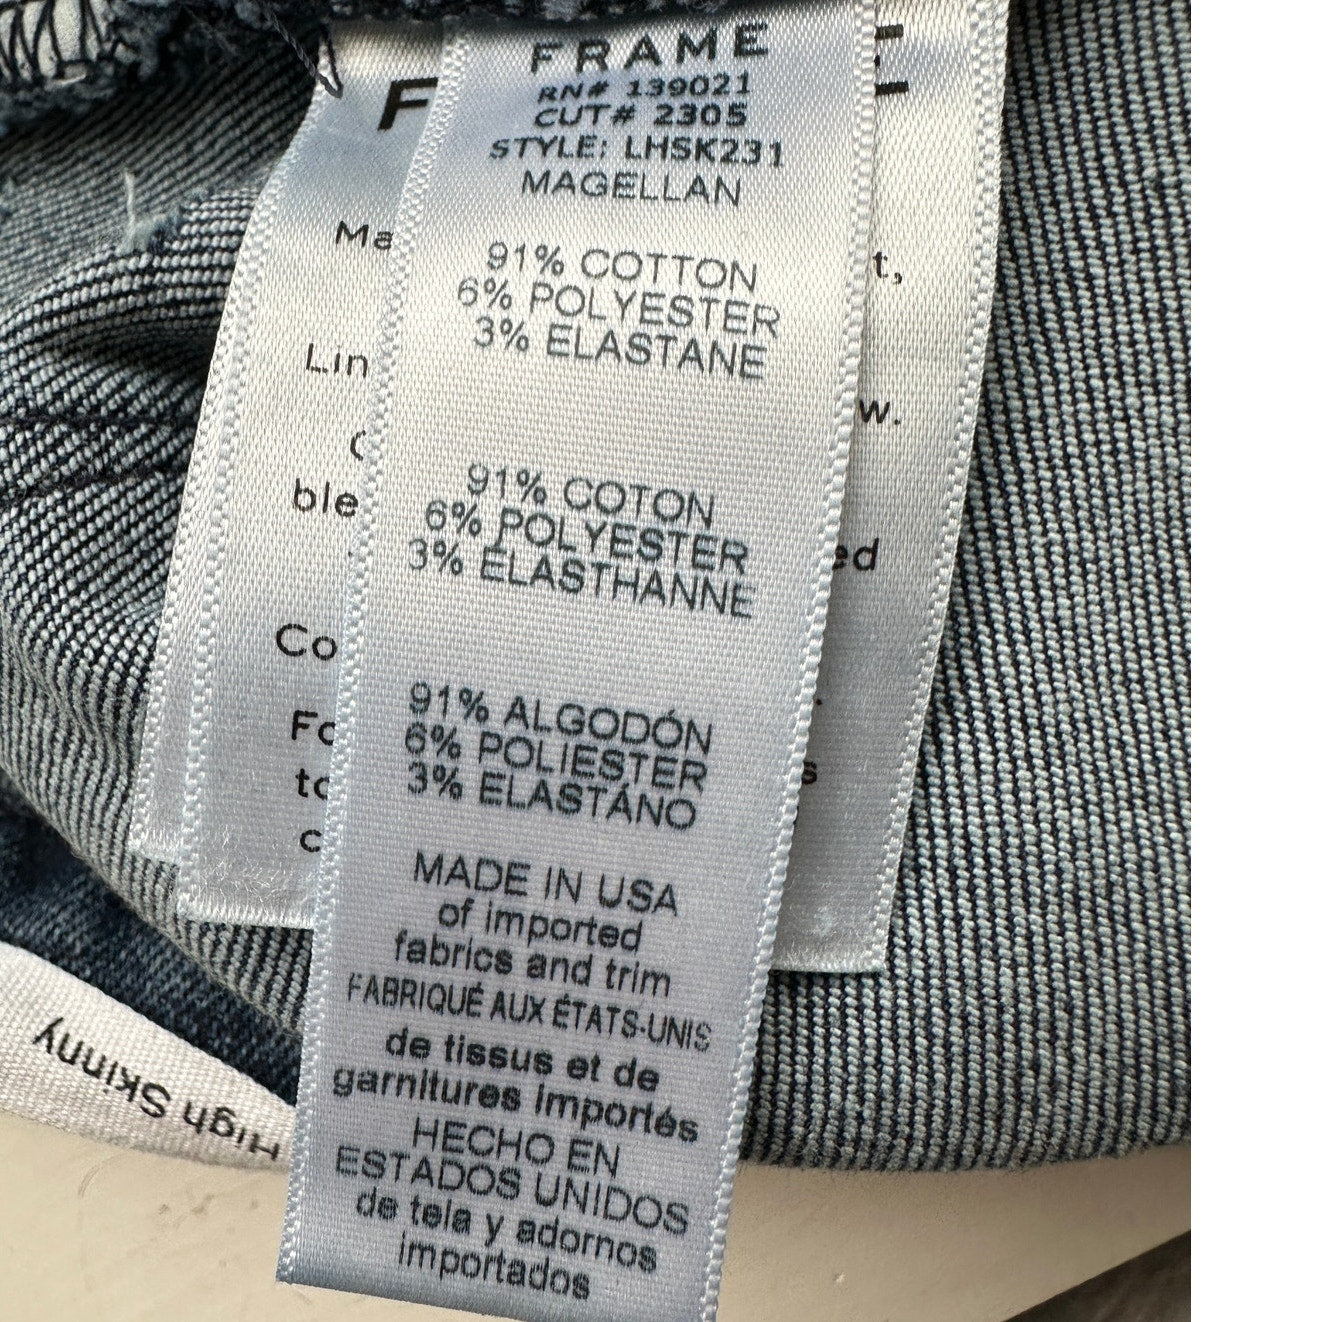 FRAME
RN# 139021
CUT# 2305
STYLE: LHSK231
MAGELLAN
91% COTTON
6% POLYESTER
3% ELASTANE
91% COTON
6% POLYESTER
3% ELASTHANNE
91% ALGODÓN
6% POLIESTER
3% ELASTÁNO
MADE IN USA
of imported
fabrics and trim
FABRIQUÉ AUX ÉTATS-UNIS
de tissus et de
garnitures importés
HECHO EN
ESTADOS UNIDOS
de tela y adornos
importados
High Skinny